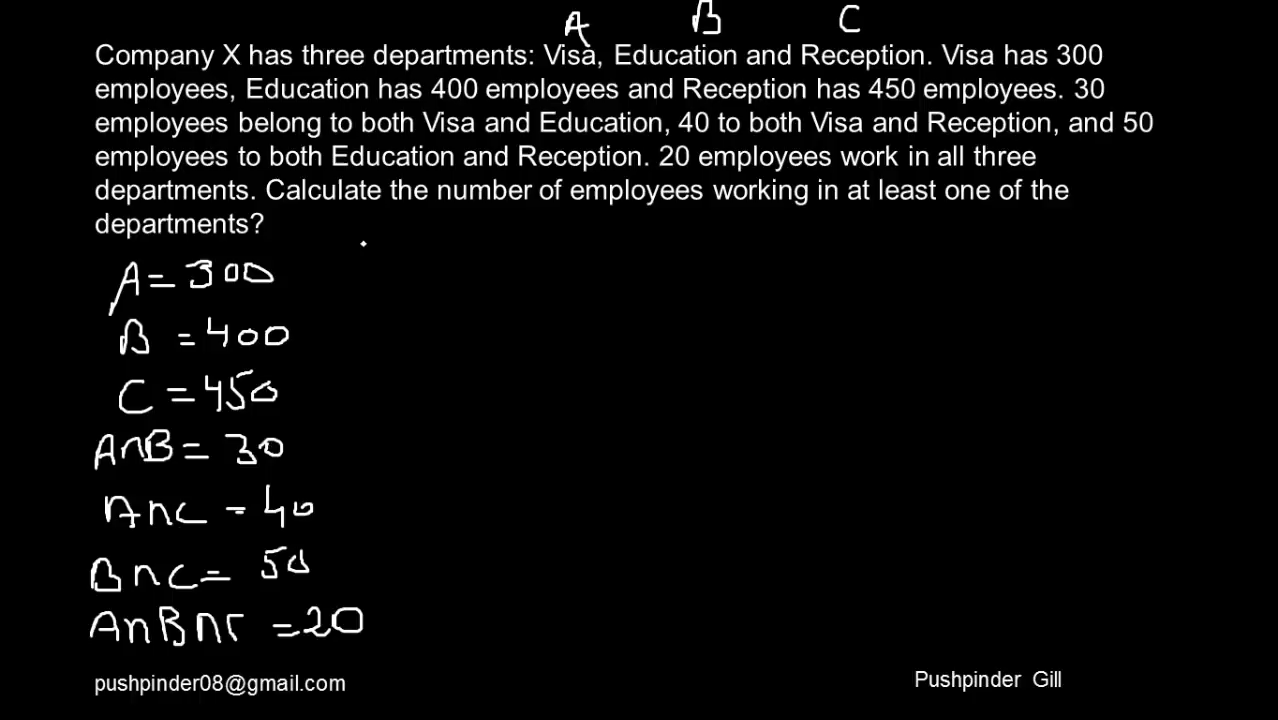 A B C
Company X has three departments: Visa, Education and Reception. Visa has 300
employees, Education has 400 employees and Reception has 450 employees. 30
employees belong to both Visa and Education, 40 to both Visa and Reception, and 50
employees to both Education and Reception. 20 employees work in all three
departments. Calculate the number of employees working in at least one of the
departments?
A = 300
B = 400
C = 450
A∩B = 30
A∩C = 40
B∩C = 50
A∩B∩C = 20
pushpinder08@gmail.com Pushpinder Gill